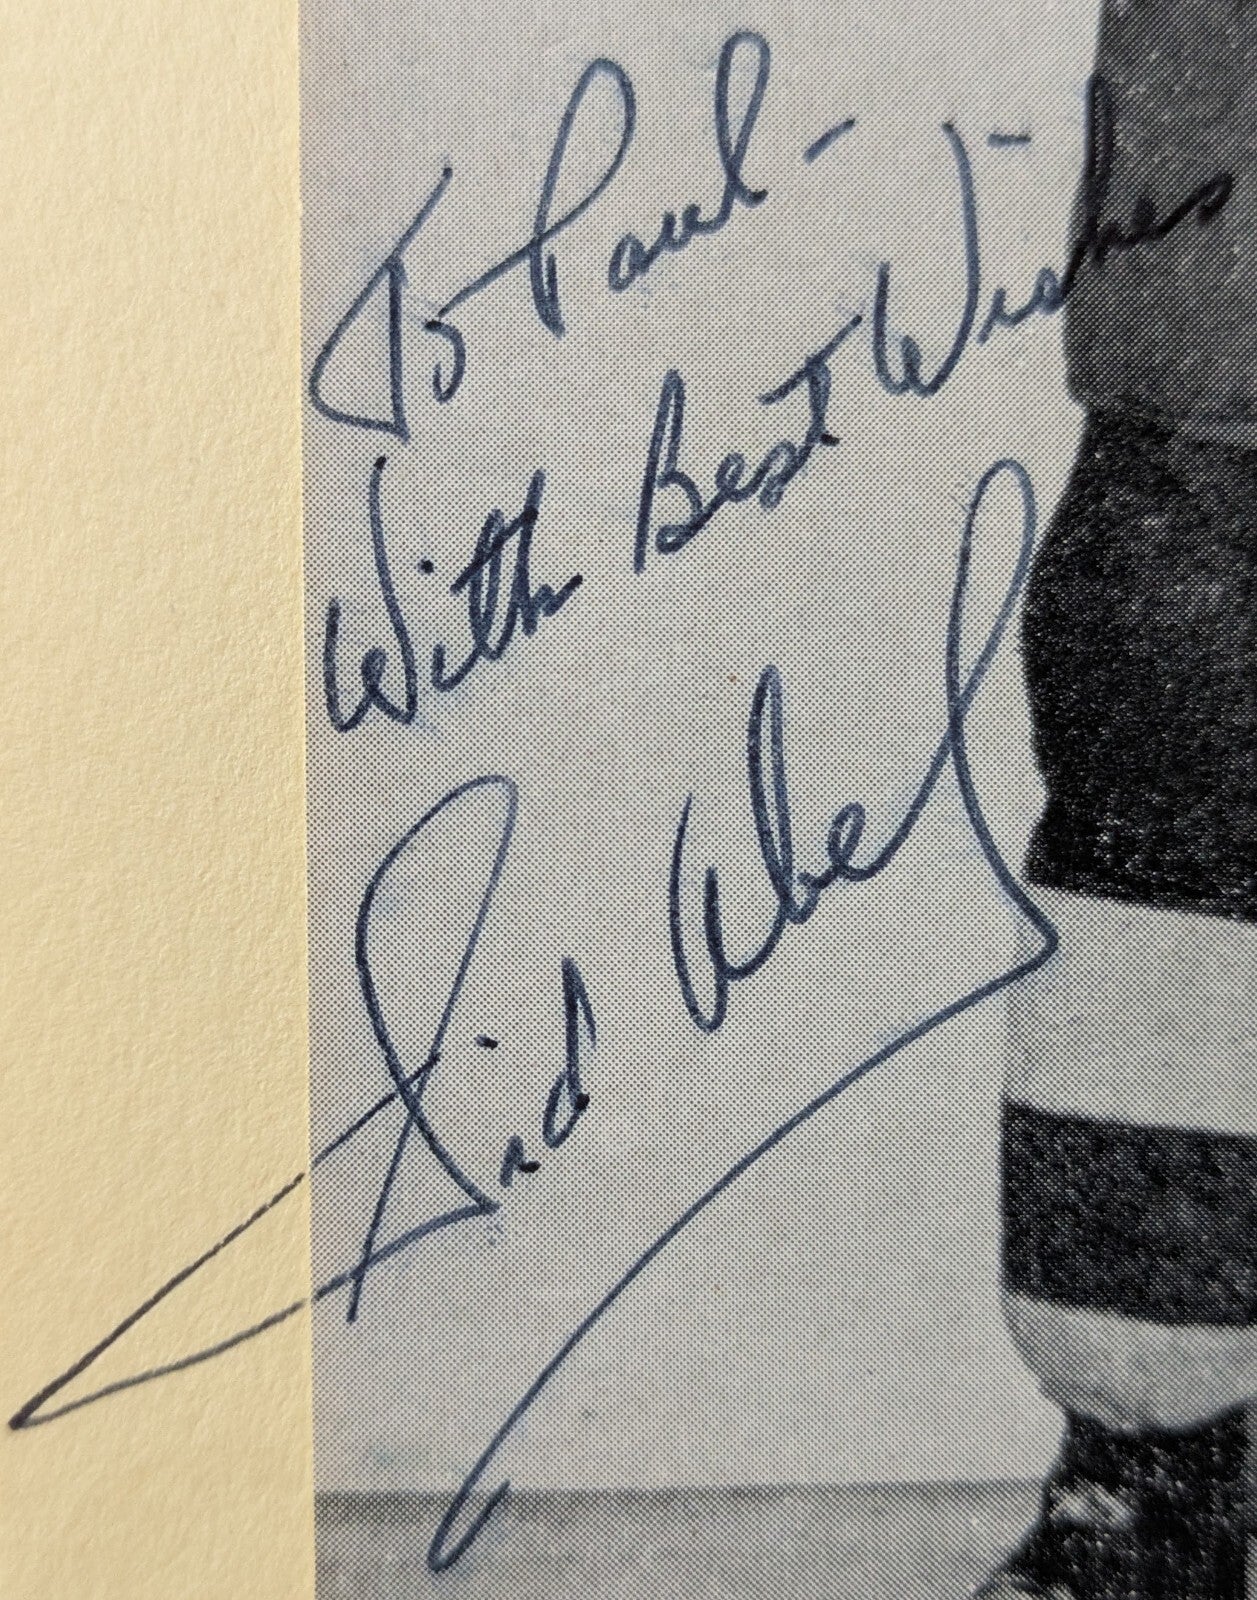 To Paul -
With Best Wishes
Sid Abel